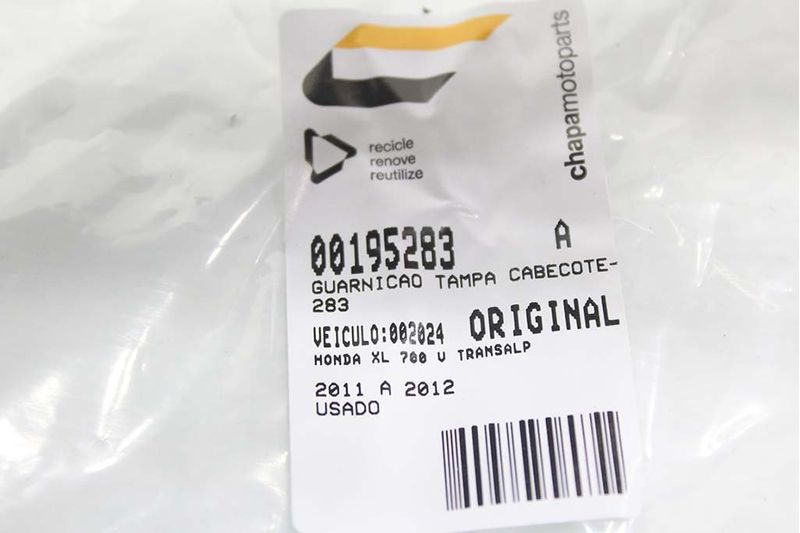 chapamotoparts
recicle
renove
reutilize
00195283 A
GUARNICAO TAMPA CABECOTE-
283
VEICULO:002024 ORIGINAL
HONDA XL 700 V TRANSALP
2011 A 2012
USADO